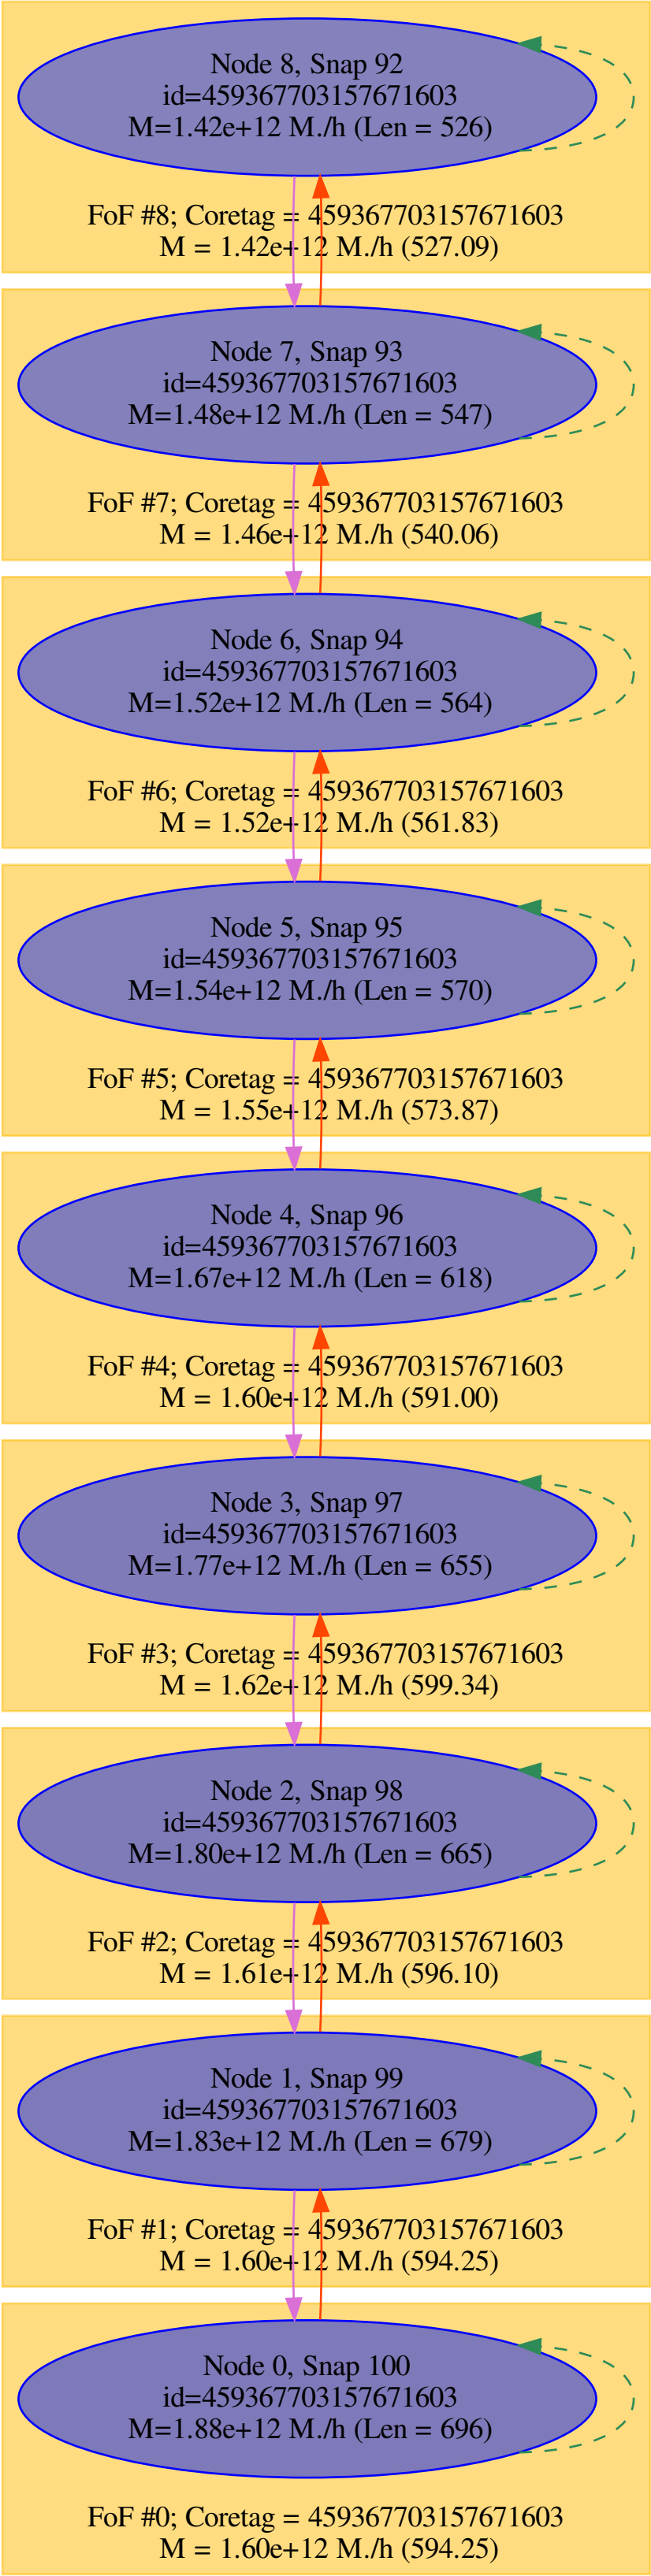 Node 8, Snap 92
id=459367703157671603
M=1.42e+12 M./h (Len = 526)
FoF #8; Coretag = 459367703157671603
M = 1.42e+12 M./h (527.09)
Node 7, Snap 93
id=459367703157671603
M=1.48e+12 M./h (Len = 547)
FoF #7; Coretag = 459367703157671603
M = 1.46e+12 M./h (540.06)
Node 6, Snap 94
id=459367703157671603
M=1.52e+12 M./h (Len = 564)
FoF #6; Coretag = 459367703157671603
M = 1.52e+12 M./h (561.83)
Node 5, Snap 95
id=459367703157671603
M=1.54e+12 M./h (Len = 570)
FoF #5; Coretag = 459367703157671603
M = 1.55e+12 M./h (573.87)
Node 4, Snap 96
id=459367703157671603
M=1.67e+12 M./h (Len = 618)
FoF #4; Coretag = 459367703157671603
M = 1.60e+12 M./h (591.00)
Node 3, Snap 97
id=459367703157671603
M=1.77e+12 M./h (Len = 655)
FoF #3; Coretag = 459367703157671603
M = 1.62e+12 M./h (599.34)
Node 2, Snap 98
id=459367703157671603
M=1.80e+12 M./h (Len = 665)
FoF #2; Coretag = 459367703157671603
M = 1.61e+12 M./h (596.10)
Node 1, Snap 99
id=459367703157671603
M=1.83e+12 M./h (Len = 679)
FoF #1; Coretag = 459367703157671603
M = 1.60e+12 M./h (594.25)
Node 0, Snap 100
id=459367703157671603
M=1.88e+12 M./h (Len = 696)
FoF #0; Coretag = 459367703157671603
M = 1.60e+12 M./h (594.25)